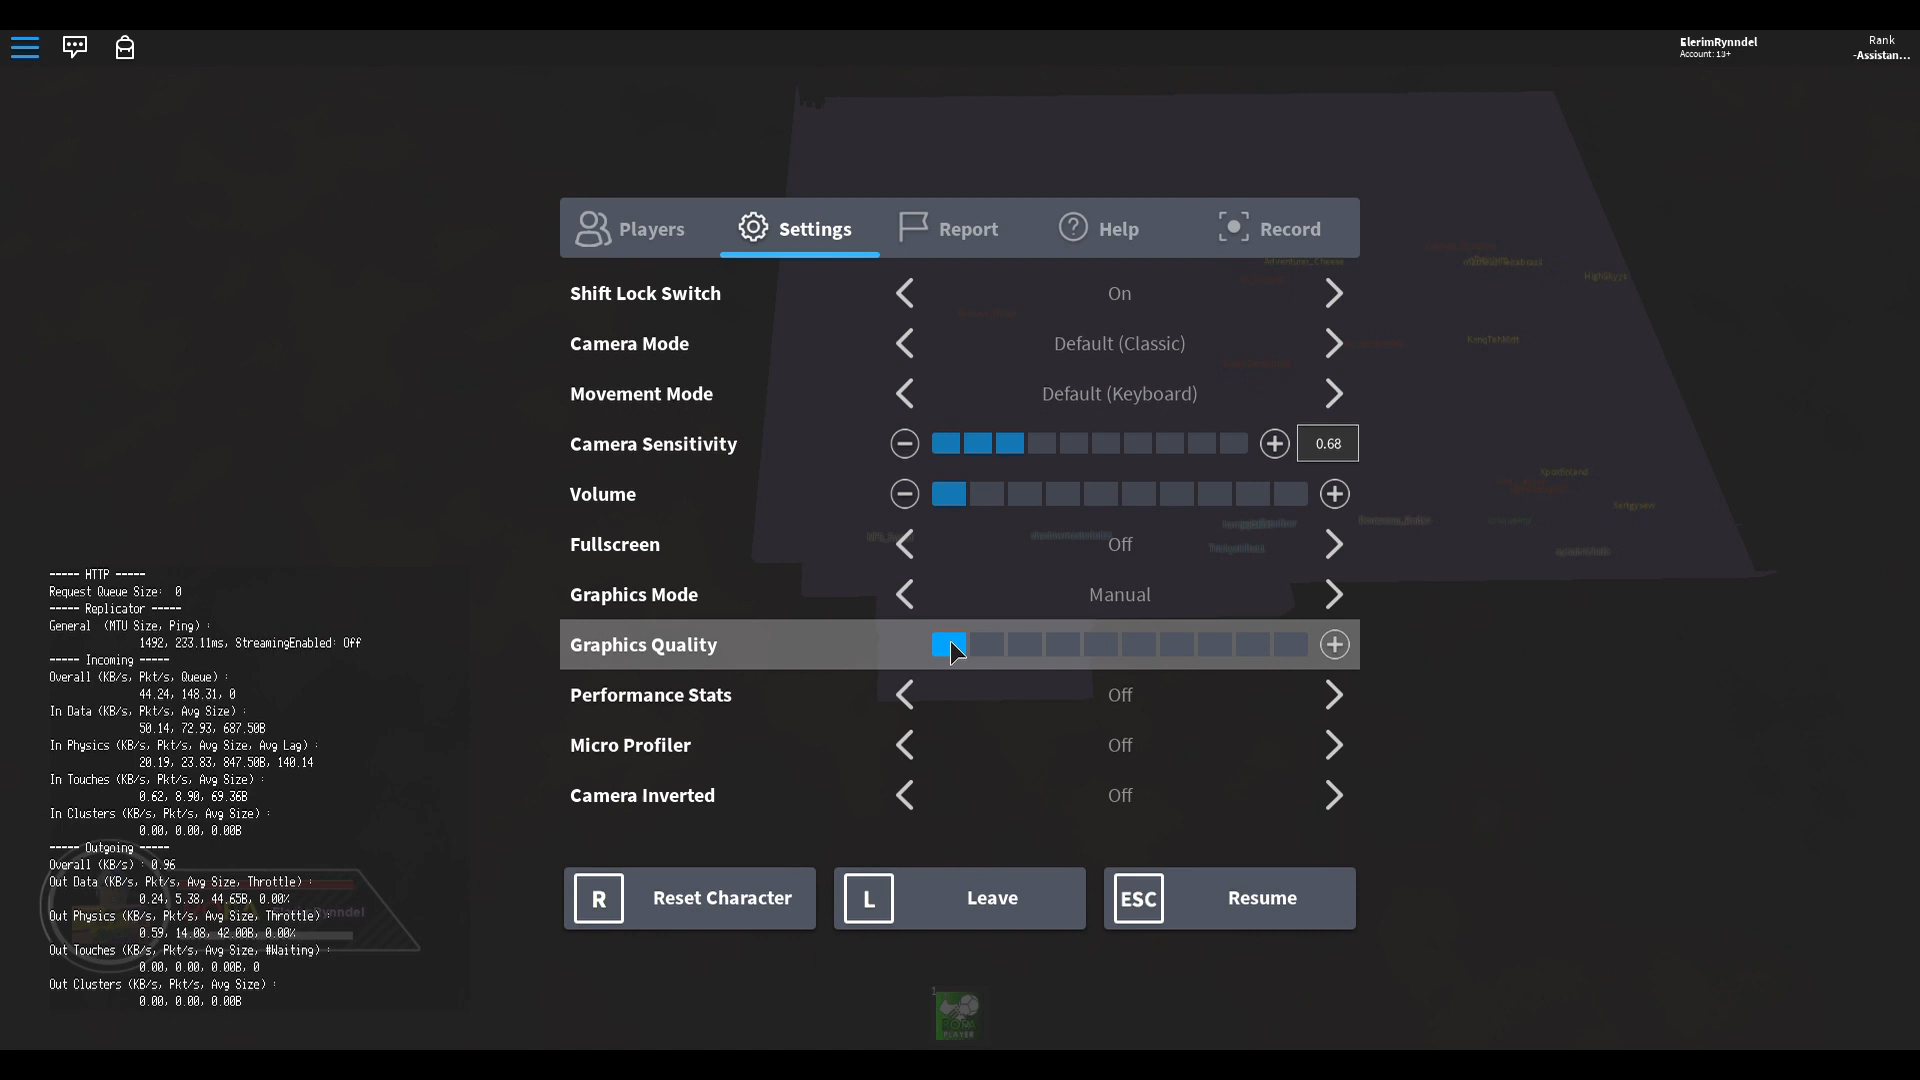 ElerimRynndel
Account: 13+
Rank
-Assistan...
Players
Settings
Report
Help
Record
Shift Lock Switch
On
Camera Mode
Default (Classic)
Movement Mode
Default (Keyboard)
Camera Sensitivity
0.68
Volume
Fullscreen
Off
Graphics Mode
Manual
Graphics Quality
Performance Stats
Off
Micro Profiler
Off
Camera Inverted
Off
R
Reset Character
L
Leave
ESC
Resume
----- HTTP -----
Request Queue Size: 0
----- Replicator -----
General (MTU Size, Ping) :
1492, 233.11ms, StreamingEnabled: Off
----- Incoming -----
Overall (KB/s, Pkt/s, Queue) :
44.24, 148.31, 0
In Data (KB/s, Pkt/s, Avg Size) :
50.14, 72.93, 687.50B
In Physics (KB/s, Pkt/s, Avg Size, Avg Lag) :
20.19, 23.83, 847.50B, 140.14
In Touches (KB/s, Pkt/s, Avg Size) :
0.62, 8.90, 69.36B
In Clusters (KB/s, Pkt/s, Avg Size) :
0.00, 0.00, 0.00B
----- Outgoing -----
Overall (KB/s) : 0.96
Out Data (KB/s, Pkt/s, Avg Size, Throttle) :
0.24, 5.38, 44.65B, 0.00%
Out Physics (KB/s, Pkt/s, Avg Size, Throttle) :
0.59, 14.08, 42.00B, 0.00%
Out Touches (KB/s, Pkt/s, Avg Size, #Waiting) :
0.00, 0.00, 0.00B, 0
Out Clusters (KB/s, Pkt/s, Avg Size) :
0.00, 0.00, 0.00B
1
PLAYER